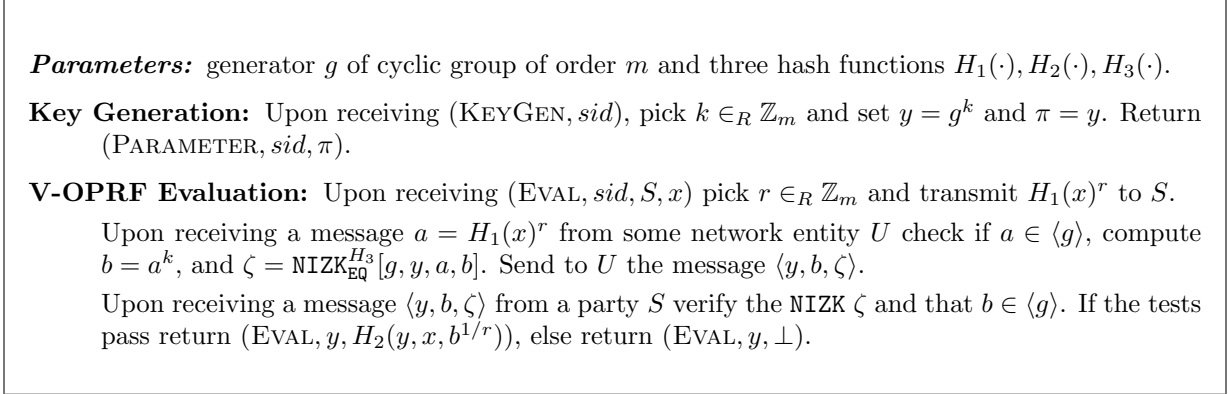 Parameters: generator g of cyclic group of order m and three hash functions H₁(·), H₂(·), H₃(·).
Key Generation: Upon receiving (KEYGEN, sid), pick k ∈_R ℤ_m and set y = g^k and π = y. Return
(PARAMETER, sid, π).
V-OPRF Evaluation: Upon receiving (EVAL, sid, S, x) pick r ∈_R ℤ_m and transmit H₁(x)^r to S.
Upon receiving a message a = H₁(x)^r from some network entity U check if a ∈ ⟨g⟩, compute
b = a^k, and ζ = NIZK_EQ^{H₃}[g, y, a, b]. Send to U the message ⟨y, b, ζ⟩.
Upon receiving a message ⟨y, b, ζ⟩ from a party S verify the NIZK ζ and that b ∈ ⟨g⟩. If the tests
pass return (EVAL, y, H₂(y, x, b^{1/r})), else return (EVAL, y, ⊥).